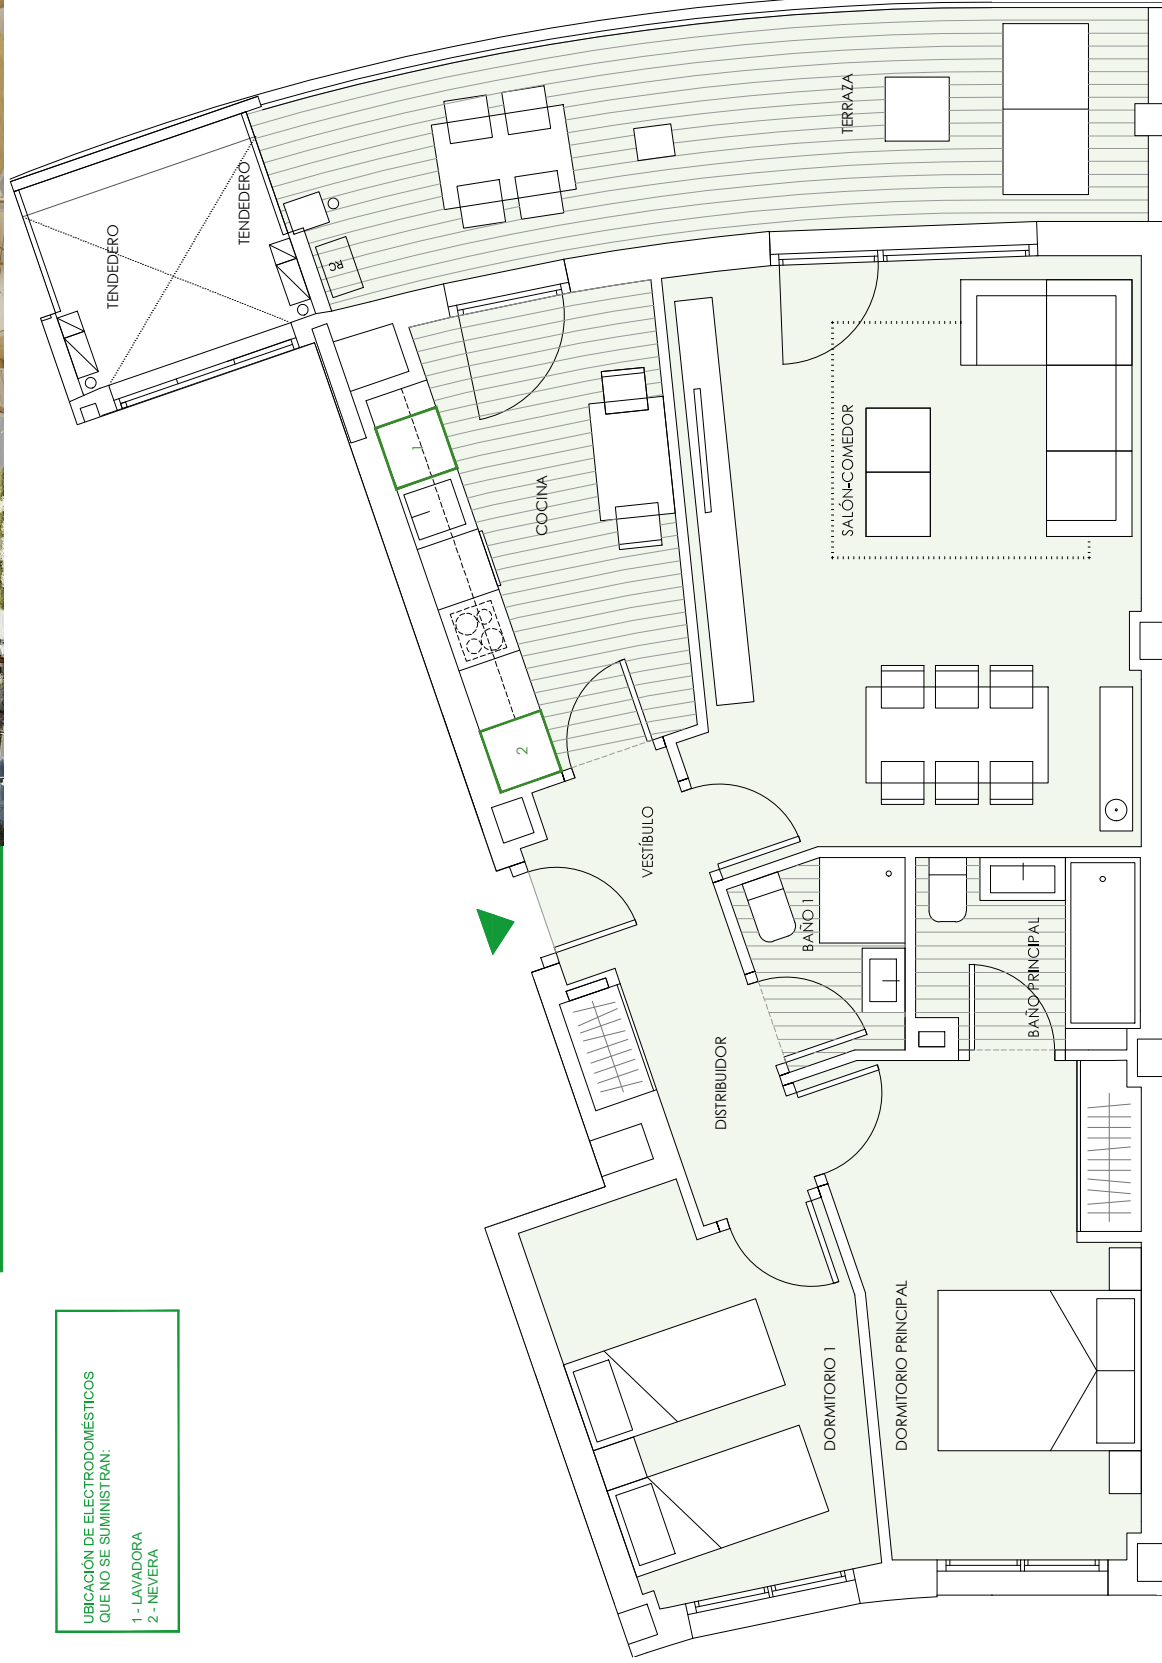 TENDEDERO
TENDEDERO
RC
TERRAZA
1
COCINA
SALÓN-COMEDOR
2
VESTÍBULO
BAÑO 1
BAÑO PRINCIPAL
DISTRIBUIDOR
DORMITORIO 1
DORMITORIO PRINCIPAL
UBICACIÓN DE ELECTRODOMÉSTICOS
QUE NO SE SUMINISTRAN:
1 - LAVADORA
2 - NEVERA